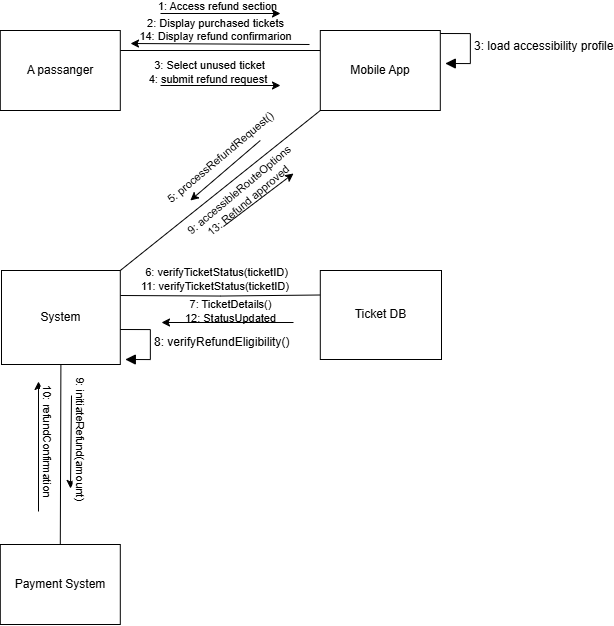 1: Access refund section
2: Display purchased tickets
14: Display refund confirmarion
A passanger
Mobile App
3: load accessibility profile
3: Select unused ticket
4: submit refund request
5: processRefundRequest()
9: accessibleRouteOptions
13: Refund approved
6: verifyTicketStatus(ticketID)
11: verifyTicketStatus(ticketID)
System
7: TicketDetails()
12: StatusUpdated
Ticket DB
8: verifyRefundEligibility()
9: initiateRefund(amount)
10: refundConfirmation
Payment System